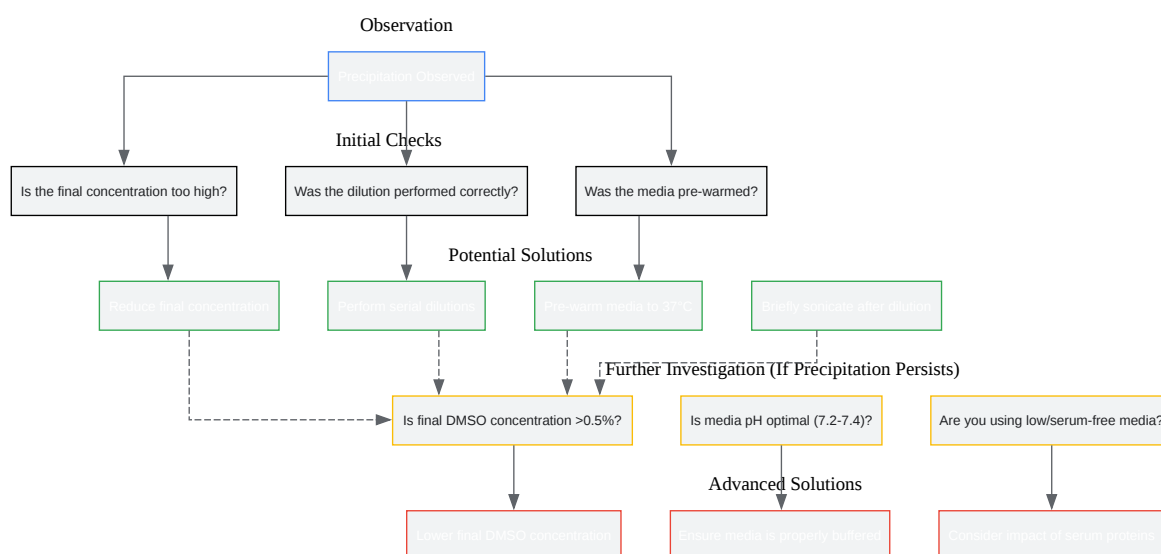 Observation
Precipitation Observed
Initial Checks
Is the final concentration too high?
Was the dilution performed correctly?
Was the media pre-warmed?
Potential Solutions
Reduce final concentration
Perform serial dilutions
Pre-warm media to 37°C
Briefly sonicate after dilution
Further Investigation (If Precipitation Persists)
Is final DMSO concentration >0.5%?
Is media pH optimal (7.2-7.4)?
Are you using low/serum-free media?
Advanced Solutions
Lower final DMSO concentration
Ensure media is properly buffered
Consider impact of serum proteins